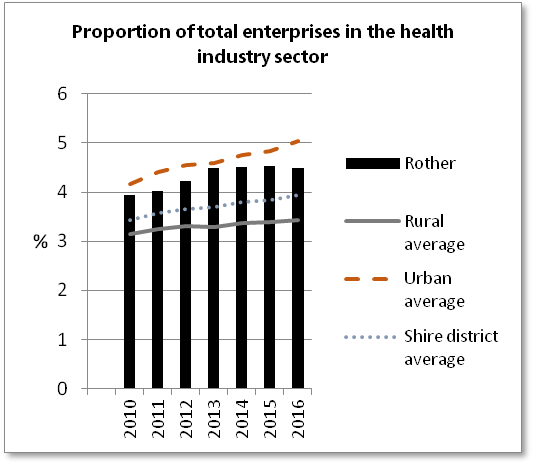 Proportion of total enterprises in the health
industry sector
6
5
4
3
2
1
0
%
2010
2011
2012
2013
2014
2015
2016
Rother
Rural
average
Urban
average
Shire district
average